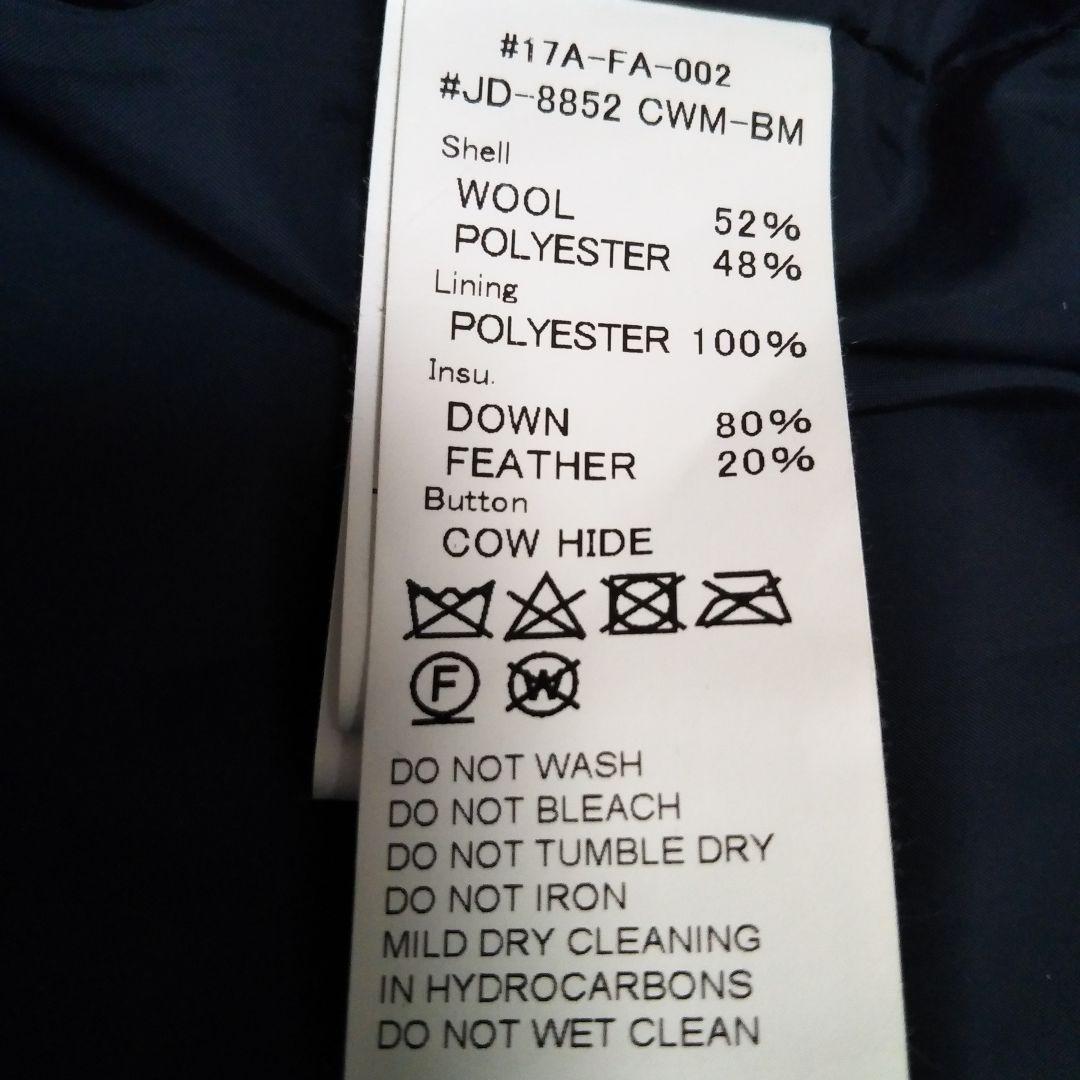 #17A-FA-002
#JD-8852 CWM-BM
Shell
WOOL 52%
POLYESTER 48%
Lining
POLYESTER 100%
Insu.
DOWN 80%
FEATHER 20%
Button
COW HIDE
F W
DO NOT WASH
DO NOT BLEACH
DO NOT TUMBLE DRY
DO NOT IRON
MILD DRY CLEANING
IN HYDROCARBONS
DO NOT WET CLEAN